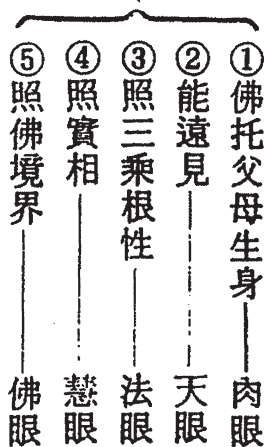 ①佛托父母生身——肉眼
②能遠見——天眼
③照三乘根性——法眼
④照實相——慧眼
⑤照佛境界——佛眼